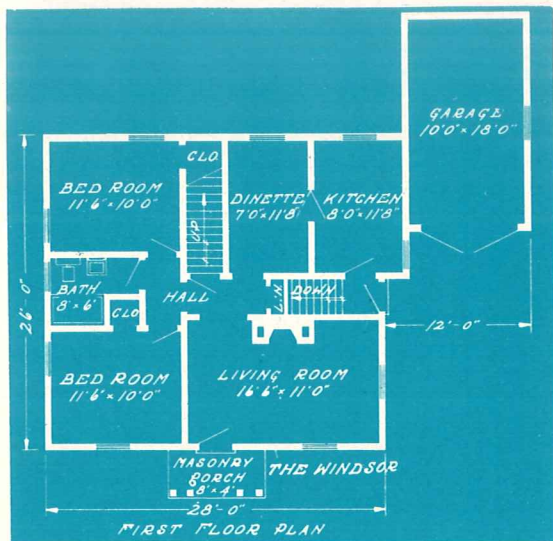 GARAGE
10'0" × 18'0"
CLO.
BED ROOM
11'6" × 10'0"
DINETTE
7'0" × 11'8"
KITCHEN
8'0" × 11'8"
UP
26'-0"
BATH
8' × 6'
HALL
LIN.
DOWN
CLO
12'-0"
BED ROOM
11'6" × 10'0"
LIVING ROOM
16'6" × 11'0"
MASONRY
PORCH
8' × 4'
THE WINDSOR
28'-0"
FIRST FLOOR PLAN